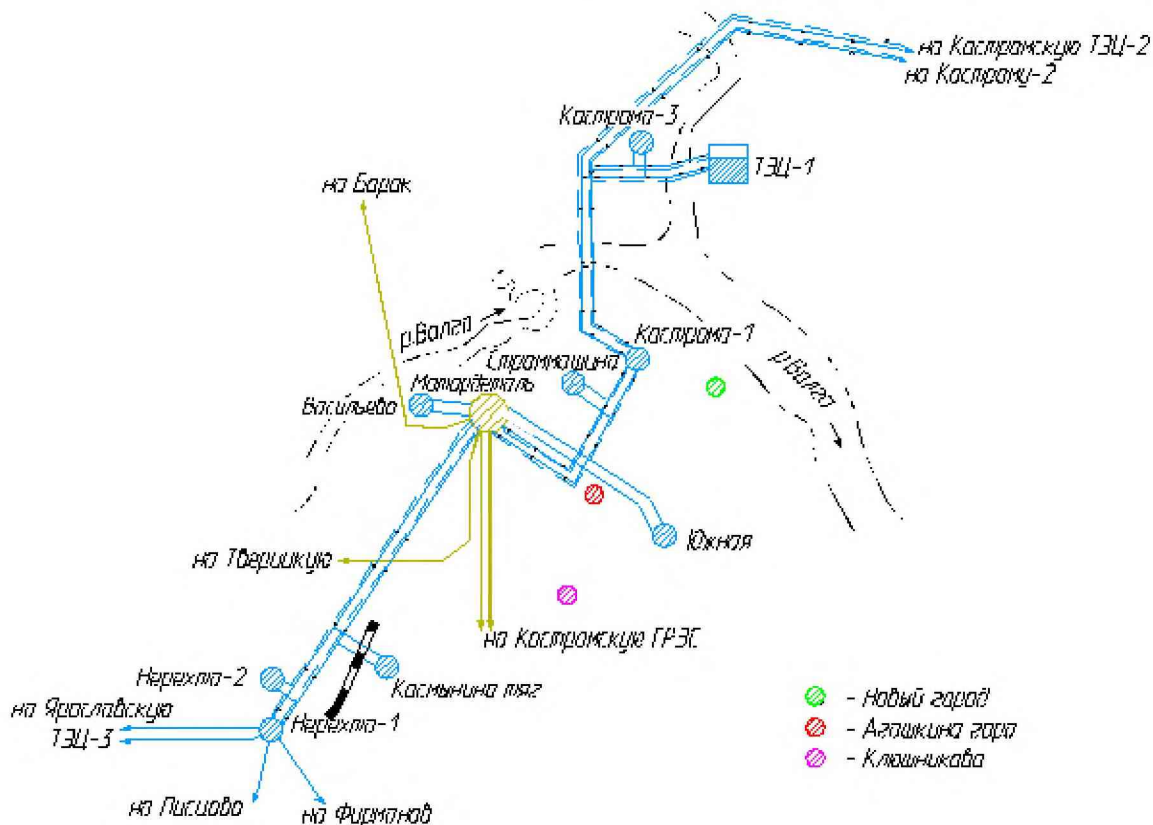 на Костромскую ТЭЦ-2
на Кострому-2
Кострома-3
ТЭЦ-1
на Борок
р.Волга
Кострома-1
Строммашина
р.Волга
Мотордеталь
Васильево
Южная
на Тверицкую
на Костромскую ГРЭС
Нерехта-2
Космынино тяг
на Ярославскую
ТЭЦ-3
Нерехта-1
на Писцово
на Фурманов
- Новый город
- Агашкина гора
- Клюшниково